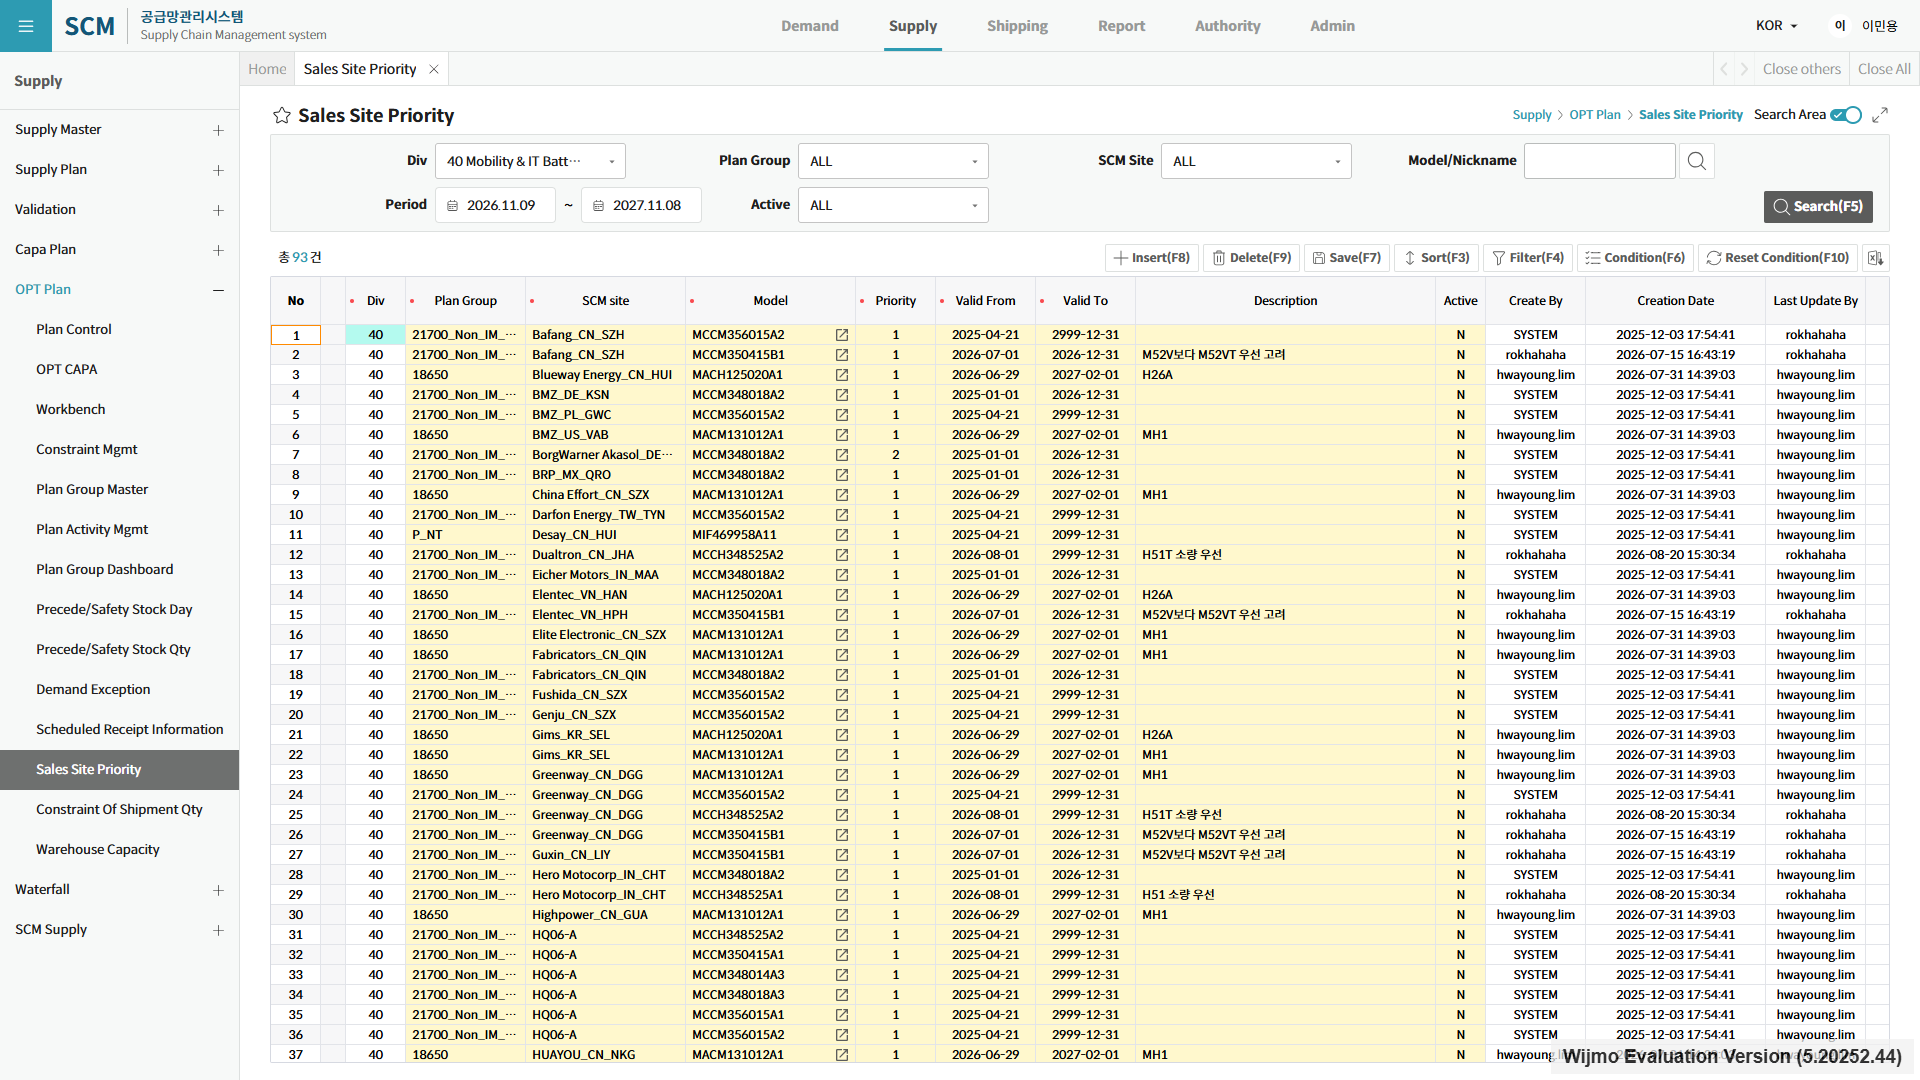 SCM 공급망관리시스템
Supply Chain Management system
Demand Supply Shipping Report Authority Admin
KOR 이 이민용
Supply
Home Sales Site Priority
Close others Close All
Supply Master
Supply Plan
Validation
Capa Plan
OPT Plan
Plan Control
OPT CAPA
Workbench
Constraint Mgmt
Plan Group Master
Plan Activity Mgmt
Plan Group Dashboard
Precede/Safety Stock Day
Precede/Safety Stock Qty
Demand Exception
Scheduled Receipt Information
Sales Site Priority
Constraint Of Shipment Qty
Warehouse Capacity
Waterfall
SCM Supply
Sales Site Priority
Supply > OPT Plan > Sales Site Priority Search Area
Div 40 Mobility & IT Batt··· Plan Group ALL SCM Site ALL Model/Nickname
Period 2026.11.09 ~ 2027.11.08 Active ALL Search(F5)
총 93 건
Insert(F8) Delete(F9) Save(F7) Sort(F3) Filter(F4) Condition(F6) Reset Condition(F10)
No Div Plan Group SCM site Model Priority Valid From Valid To Description Active Create By Creation Date Last Update By
1 40 21700_Non_IM_··· Bafang_CN_SZH MCCM356015A2 1 2025-04-21 2999-12-31 N SYSTEM 2025-12-03 17:54:41 rokhahaha
2 40 21700_Non_IM_··· Bafang_CN_SZH MCCM350415B1 1 2026-07-01 2026-12-31 M52V보다 M52VT 우선 고려 N rokhahaha 2026-07-15 16:43:19 rokhahaha
3 40 18650 Blueway Energy_CN_HUI MACH125020A1 1 2026-06-29 2027-02-01 H26A N hwayoung.lim 2026-07-31 14:39:03 hwayoung.lim
4 40 21700_Non_IM_··· BMZ_DE_KSN MCCM348018A2 1 2025-01-01 2026-12-31 N SYSTEM 2025-12-03 17:54:41 hwayoung.lim
5 40 21700_Non_IM_··· BMZ_PL_GWC MCCM356015A2 1 2025-04-21 2999-12-31 N SYSTEM 2025-12-03 17:54:41 hwayoung.lim
6 40 18650 BMZ_US_VAB MACM131012A1 1 2026-06-29 2027-02-01 MH1 N hwayoung.lim 2026-07-31 14:39:03 hwayoung.lim
7 40 21700_Non_IM_··· BorgWarner Akasol_DE··· MCCM348018A2 2 2025-01-01 2026-12-31 N SYSTEM 2025-12-03 17:54:41 hwayoung.lim
8 40 21700_Non_IM_··· BRP_MX_QRO MCCM348018A2 1 2025-01-01 2026-12-31 N SYSTEM 2025-12-03 17:54:41 hwayoung.lim
9 40 18650 China Effort_CN_SZX MACM131012A1 1 2026-06-29 2027-02-01 MH1 N hwayoung.lim 2026-07-31 14:39:03 hwayoung.lim
10 40 21700_Non_IM_··· Darfon Energy_TW_TYN MCCM356015A2 1 2025-04-21 2999-12-31 N SYSTEM 2025-12-03 17:54:41 hwayoung.lim
11 40 P_NT Desay_CN_HUI MIF469958A11 1 2025-04-21 2099-12-31 N SYSTEM 2025-12-03 17:54:41 hwayoung.lim
12 40 21700_Non_IM_··· Dualtron_CN_JHA MCCH348525A2 1 2026-08-01 2999-12-31 H51T 소량 우선 N rokhahaha 2026-08-20 15:30:34 rokhahaha
13 40 21700_Non_IM_··· Eicher Motors_IN_MAA MCCM348018A2 1 2025-01-01 2026-12-31 N SYSTEM 2025-12-03 17:54:41 hwayoung.lim
14 40 18650 Elentec_VN_HAN MACH125020A1 1 2026-06-29 2027-02-01 H26A N hwayoung.lim 2026-07-31 14:39:03 hwayoung.lim
15 40 21700_Non_IM_··· Elentec_VN_HPH MCCM350415B1 1 2026-07-01 2026-12-31 M52V보다 M52VT 우선 고려 N rokhahaha 2026-07-15 16:43:19 rokhahaha
16 40 18650 Elite Electronic_CN_SZX MACM131012A1 1 2026-06-29 2027-02-01 MH1 N hwayoung.lim 2026-07-31 14:39:03 hwayoung.lim
17 40 18650 Fabricators_CN_QIN MACM131012A1 1 2026-06-29 2027-02-01 MH1 N hwayoung.lim 2026-07-31 14:39:03 hwayoung.lim
18 40 21700_Non_IM_··· Fabricators_CN_QIN MCCM348018A2 1 2025-01-01 2026-12-31 N SYSTEM 2025-12-03 17:54:41 hwayoung.lim
19 40 21700_Non_IM_··· Fushida_CN_SZX MCCM356015A2 1 2025-04-21 2999-12-31 N SYSTEM 2025-12-03 17:54:41 hwayoung.lim
20 40 21700_Non_IM_··· Genju_CN_SZX MCCM356015A2 1 2025-04-21 2999-12-31 N SYSTEM 2025-12-03 17:54:41 hwayoung.lim
21 40 18650 Gims_KR_SEL MACH125020A1 1 2026-06-29 2027-02-01 H26A N hwayoung.lim 2026-07-31 14:39:03 hwayoung.lim
22 40 18650 Gims_KR_SEL MACM131012A1 1 2026-06-29 2027-02-01 MH1 N hwayoung.lim 2026-07-31 14:39:03 hwayoung.lim
23 40 18650 Greenway_CN_DGG MACM131012A1 1 2026-06-29 2027-02-01 MH1 N hwayoung.lim 2026-07-31 14:39:03 hwayoung.lim
24 40 21700_Non_IM_··· Greenway_CN_DGG MCCM356015A2 1 2025-04-21 2999-12-31 N SYSTEM 2025-12-03 17:54:41 hwayoung.lim
25 40 21700_Non_IM_··· Greenway_CN_DGG MCCH348525A2 1 2026-08-01 2999-12-31 H51T 소량 우선 N rokhahaha 2026-08-20 15:30:34 rokhahaha
26 40 21700_Non_IM_··· Greenway_CN_DGG MCCM350415B1 1 2026-07-01 2026-12-31 M52V보다 M52VT 우선 고려 N rokhahaha 2026-07-15 16:43:19 rokhahaha
27 40 21700_Non_IM_··· Guxin_CN_LIY MCCM350415B1 1 2026-07-01 2026-12-31 M52V보다 M52VT 우선 고려 N rokhahaha 2026-07-15 16:43:19 rokhahaha
28 40 21700_Non_IM_··· Hero Motocorp_IN_CHT MCCM348018A2 1 2025-01-01 2026-12-31 N SYSTEM 2025-12-03 17:54:41 hwayoung.lim
29 40 21700_Non_IM_··· Hero Motocorp_IN_CHT MCCH348525A1 1 2026-08-01 2999-12-31 H51 소량 우선 N rokhahaha 2026-08-20 15:30:34 rokhahaha
30 40 18650 Highpower_CN_GUA MACM131012A1 1 2026-06-29 2027-02-01 MH1 N hwayoung.lim 2026-07-31 14:39:03 hwayoung.lim
31 40 21700_Non_IM_··· HQ06-A MCCH348525A2 1 2025-04-21 2999-12-31 N SYSTEM 2025-12-03 17:54:41 hwayoung.lim
32 40 21700_Non_IM_··· HQ06-A MCCM350415A1 1 2025-04-21 2999-12-31 N SYSTEM 2025-12-03 17:54:41 hwayoung.lim
33 40 21700_Non_IM_··· HQ06-A MCCM348014A3 1 2025-04-21 2999-12-31 N SYSTEM 2025-12-03 17:54:41 hwayoung.lim
34 40 21700_Non_IM_··· HQ06-A MCCM348018A3 1 2025-04-21 2999-12-31 N SYSTEM 2025-12-03 17:54:41 hwayoung.lim
35 40 21700_Non_IM_··· HQ06-A MCCM356015A1 1 2025-04-21 2999-12-31 N SYSTEM 2025-12-03 17:54:41 hwayoung.lim
36 40 21700_Non_IM_··· HQ06-A MCCM356015A2 1 2025-04-21 2999-12-31 N SYSTEM 2025-12-03 17:54:41 hwayoung.lim
37 40 18650 HUAYOU_CN_NKG MACM131012A1 1 2026-06-29 2027-02-01 MH1 N
Wijmo Evaluation Version (5.20252.44)